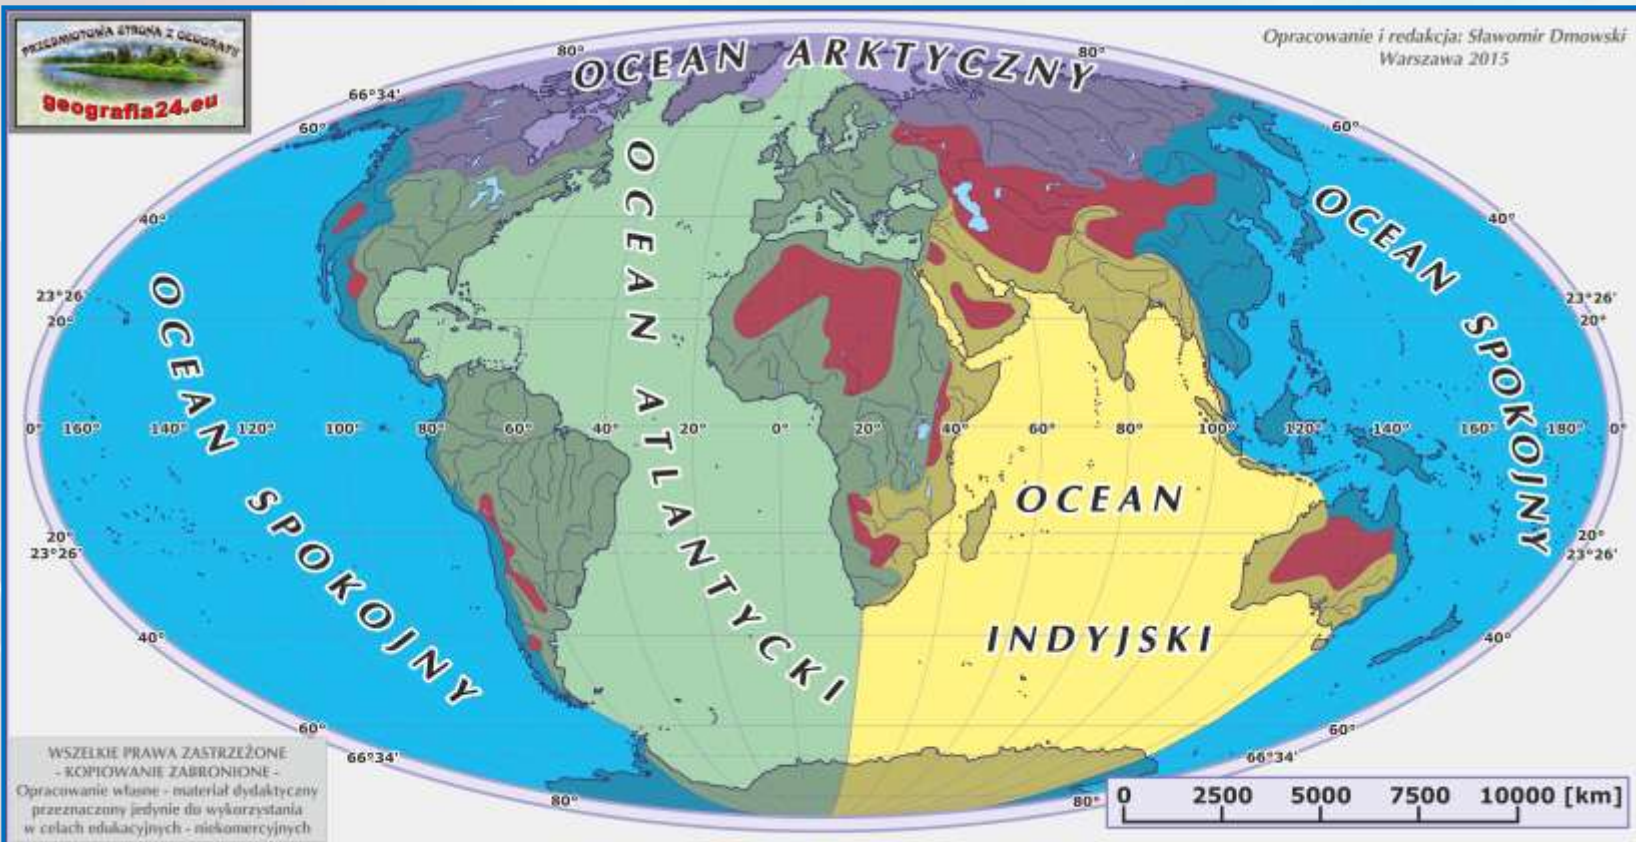 PRZEDMIOTOWA STRONA Z GEOGRAFII
geografia24.eu
Opracowanie i redakcja: Sławomir Dmowski
Warszawa 2015
80° 80°
OCEAN ARKTYCZNY
66°34'
60° 60°
40° 40°
OCEAN SPOKOJNY
OCEAN ATLANTYCKI
OCEAN SPOKOJNY
23°26' 23°26'
20° 20°
0° 160° 140° 120° 100° 80° 60° 40° 20° 0° 20° 40° 60° 80° 100° 120° 140° 160° 180° 0°
OCEAN
INDYJSKI
20° 20°
23°26' 23°26'
40° 40°
60° 60°
66°34' 66°34'
80° 80°
WSZELKIE PRAWA ZASTRZEŻONE
- KOPIOWANIE ZABRONIONE -
Opracowanie własne - materiał dydaktyczny
przeznaczony jedynie do wykorzystania
w celach edukacyjnych - niekomercyjnych
0 2500 5000 7500 10000 [km]